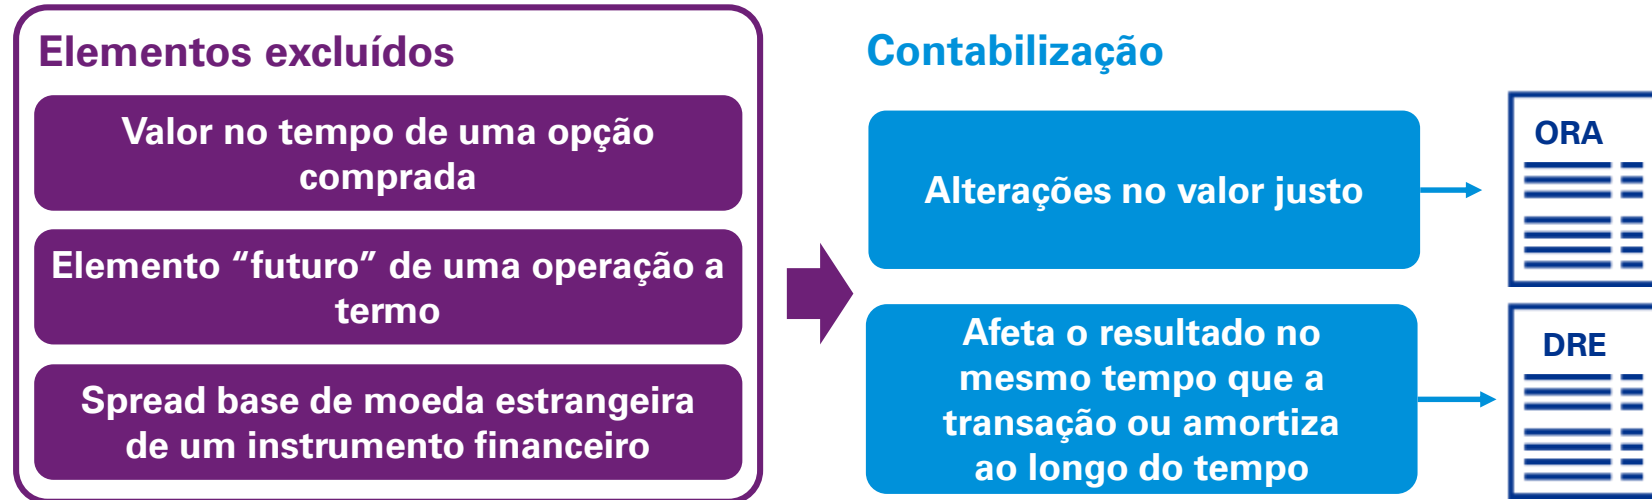 Elementos excluídos
Valor no tempo de uma opção
comprada
Elemento “futuro” de uma operação a
termo
Spread base de moeda estrangeira
de um instrumento financeiro
Contabilização
Alterações no valor justo
ORA
Afeta o resultado no
mesmo tempo que a
transação ou amortiza
ao longo do tempo
DRE